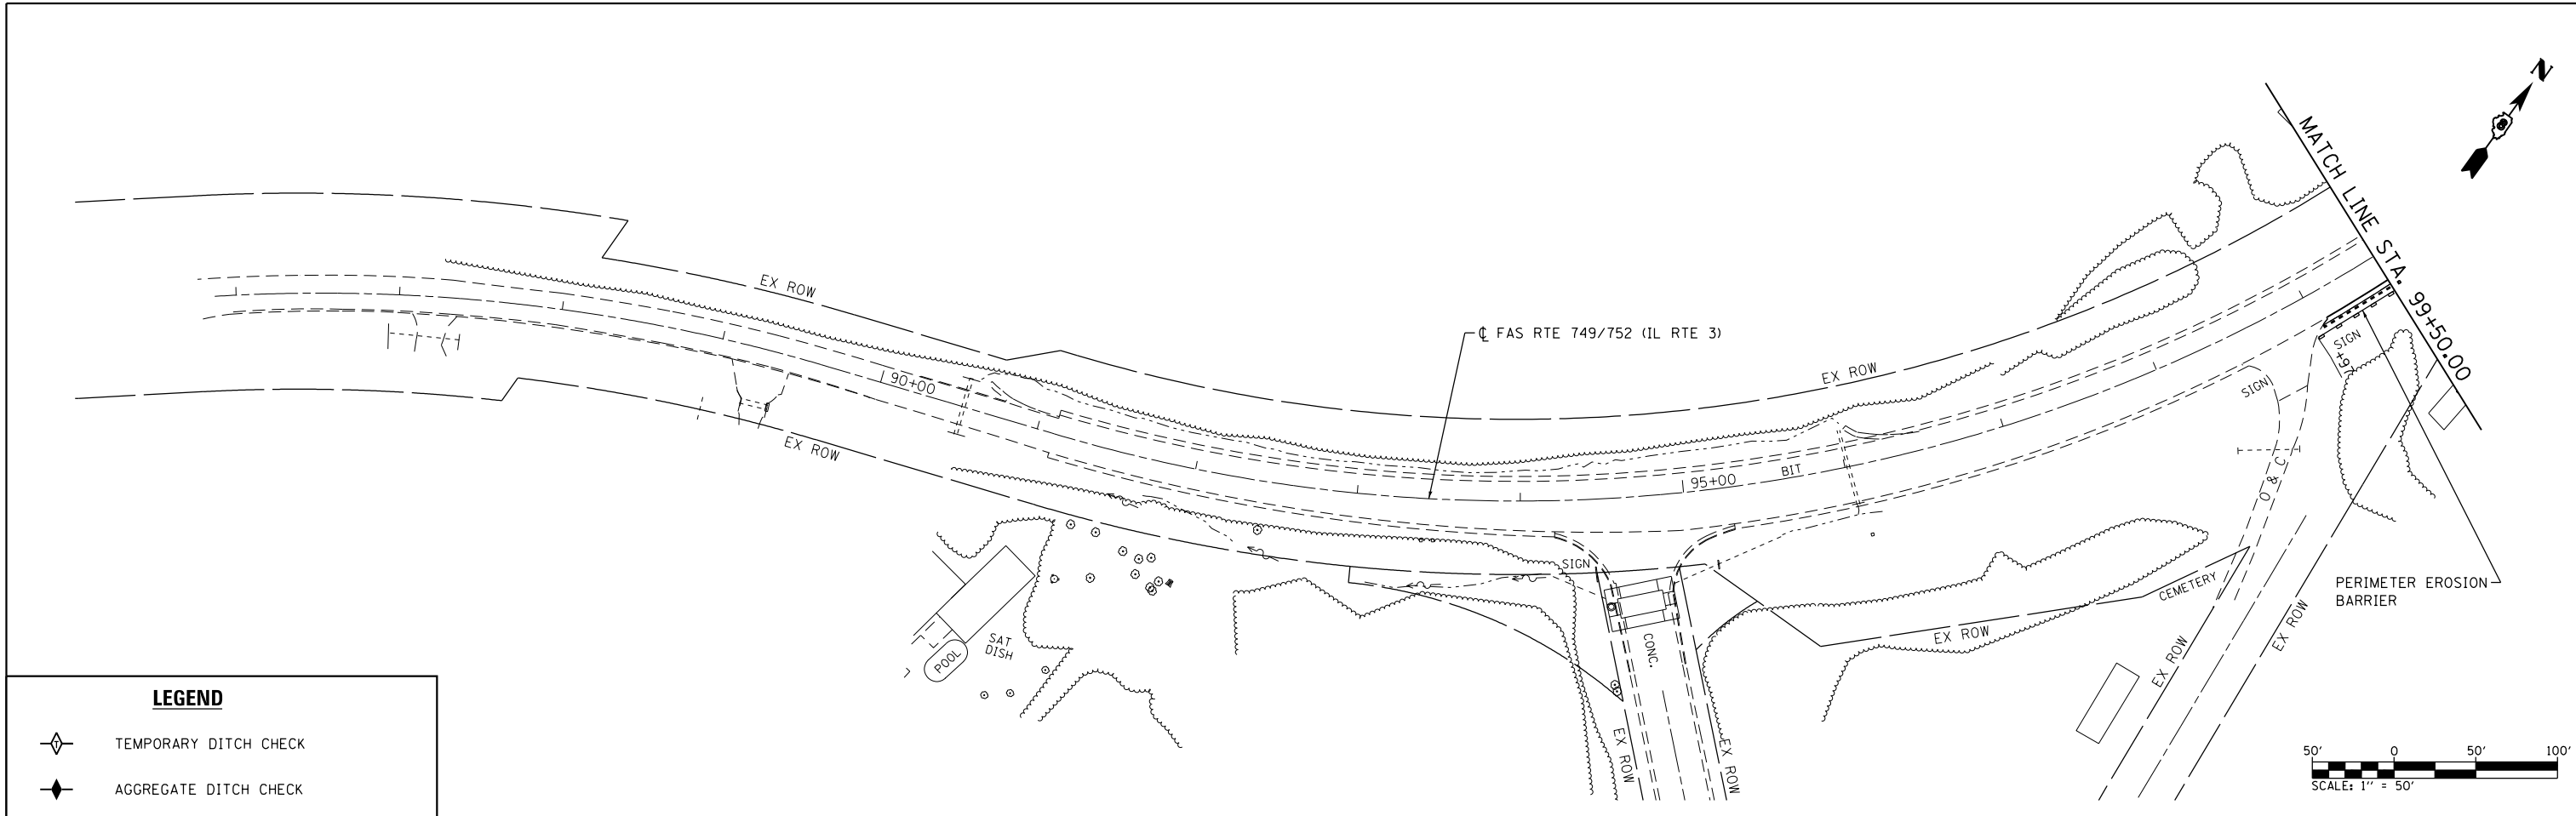 N
MATCH LINE STA. 99+50.00
EX ROW
℄ FAS RTE 749/752 (IL RTE 3)
EX ROW
SIGN
+97
SIGN
90+00
EX ROW
BIT
95+00
O & C
SIGN
PERIMETER EROSION
BARRIER
CEMETERY
EX ROW
EX ROW
EX ROW
CONC.
SAT
DISH
POOL
EX ROW
EX ROW
LEGEND
T TEMPORARY DITCH CHECK
AGGREGATE DITCH CHECK
50' 0 50' 100'
SCALE: 1'' = 50'